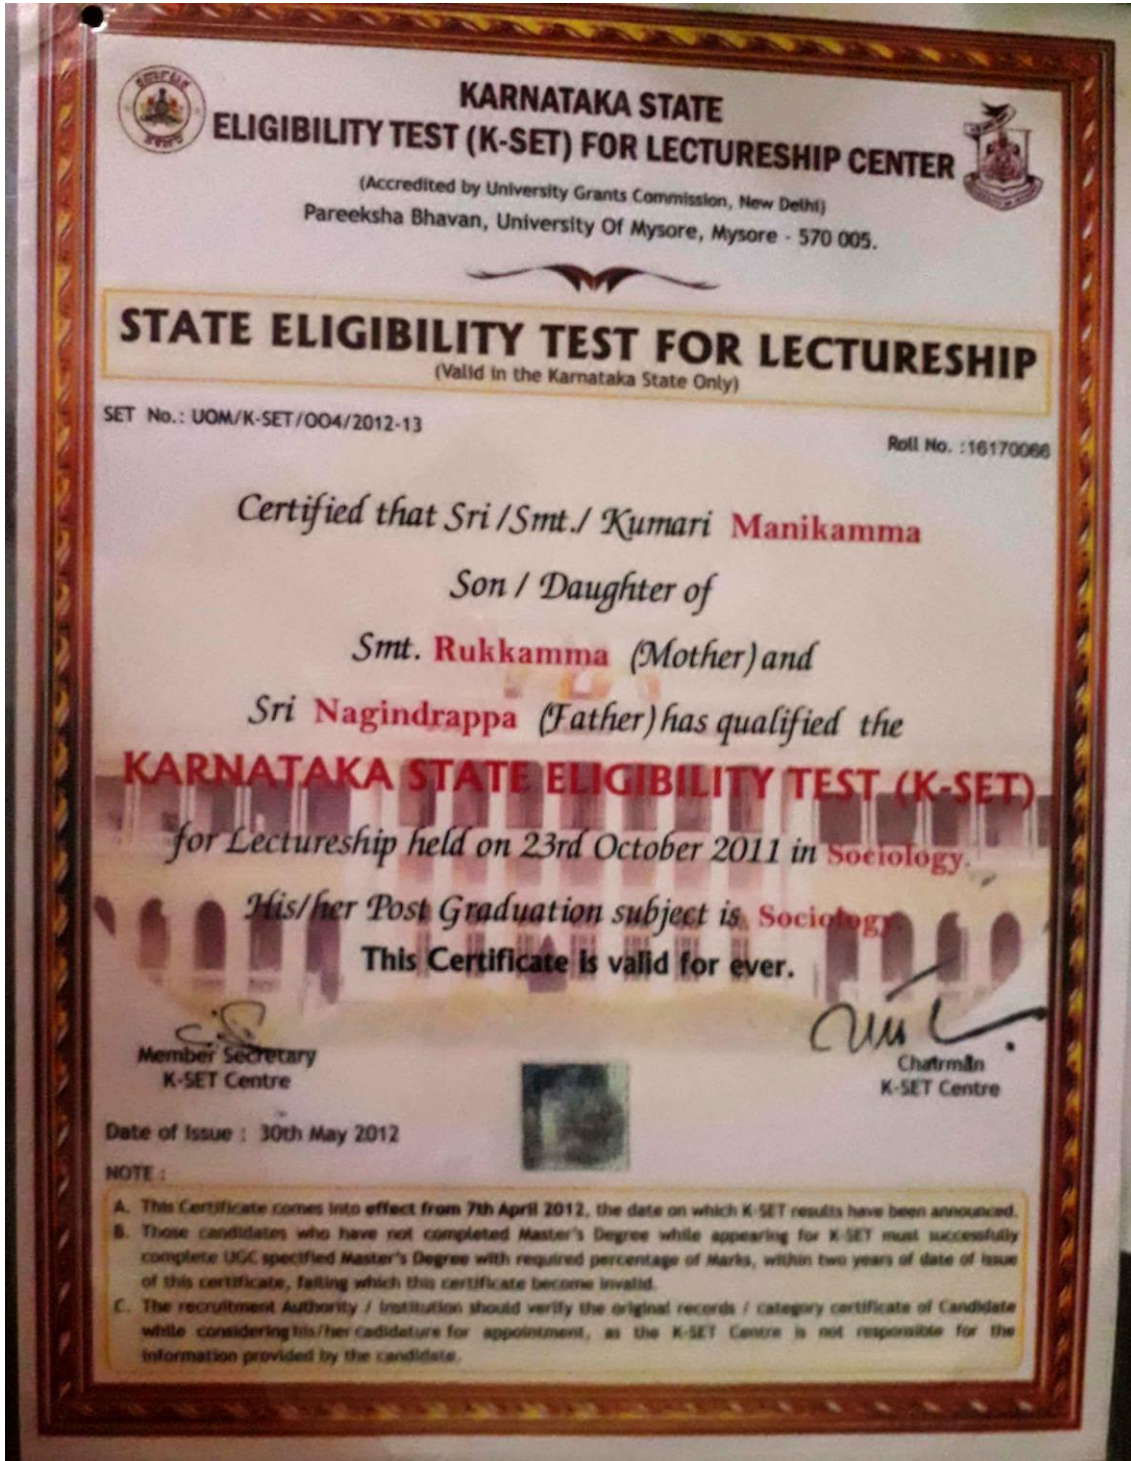 KARNATAKA STATE
ELIGIBILITY TEST (K-SET) FOR LECTURESHIP CENTER
(Accredited by University Grants Commission, New Delhi)
Pareeksha Bhavan, University Of Mysore, Mysore - 570 005.
STATE ELIGIBILITY TEST FOR LECTURESHIP
(Valid in the Karnataka State Only)
SET No.: UOM/K-SET/OO4/2012-13
Roll No. :16170066
Certified that Sri /Smt./ Kumari Manikamma
Son / Daughter of
Smt. Rukkamma (Mother) and
Sri Nagindrappa (Father) has qualified the
KARNATAKA STATE ELIGIBILITY TEST (K-SET)
for Lectureship held on 23rd October 2011 in Sociology.
His/her Post Graduation subject is Sociology
This Certificate is valid for ever.
Member Secretary
K-SET Centre
Chairman
K-SET Centre
Date of Issue : 30th May 2012
NOTE :
A. This Certificate comes into effect from 7th April 2012, the date on which K-SET results have been announced.
B. Those candidates who have not completed Master's Degree while appearing for K-SET must successfully
complete UGC specified Master's Degree with required percentage of Marks, within two years of date of issue
of this certificate, failing which this certificate become invalid.
C. The recruitment Authority / Institution should verify the original records / category certificate of Candidate
while considering his/her cadidature for appointment, as the K-SET Centre is not responsible for the
information provided by the candidate.